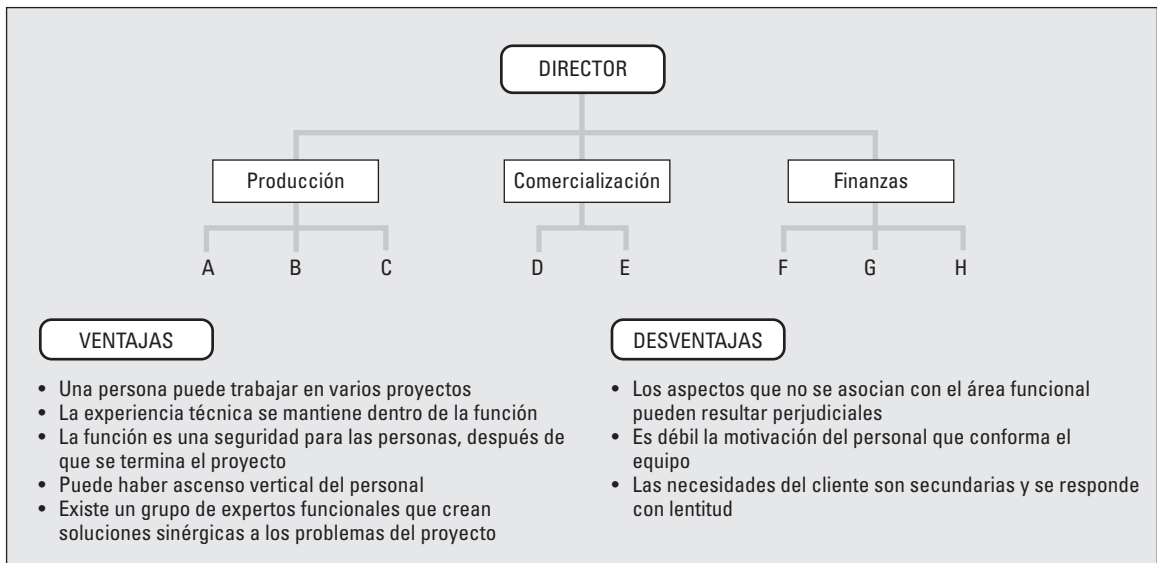 DIRECTOR
Producción
Comercialización
Finanzas
A B C D E F G H
VENTAJAS
• Una persona puede trabajar en varios proyectos
• La experiencia técnica se mantiene dentro de la función
• La función es una seguridad para las personas, después de
que se termina el proyecto
• Puede haber ascenso vertical del personal
• Existe un grupo de expertos funcionales que crean
soluciones sinérgicas a los problemas del proyecto
DESVENTAJAS
• Los aspectos que no se asocian con el área funcional
pueden resultar perjudiciales
• Es débil la motivación del personal que conforma el
equipo
• Las necesidades del cliente son secundarias y se responde
con lentitud